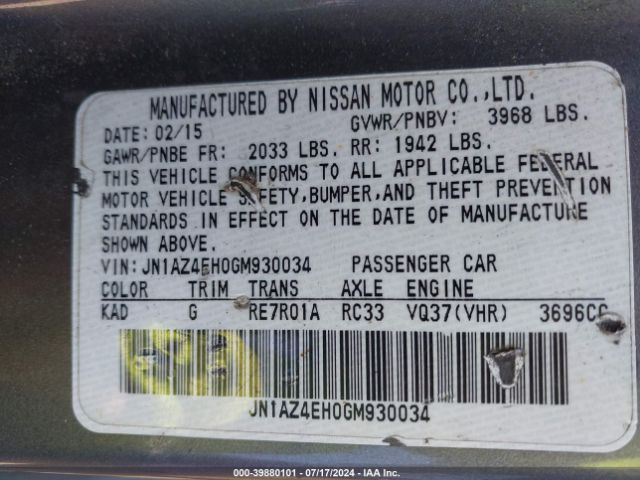 MANUFACTURED BY NISSAN MOTOR CO.,LTD.
DATE: 02/15 GVWR/PNBV: 3968 LBS.
GAWR/PNBE FR: 2033 LBS. RR: 1942 LBS.
THIS VEHICLE CONFORMS TO ALL APPLICABLE FEDERAL
MOTOR VEHICLE SAFETY,BUMPER,AND THEFT PREVENTION
STANDARDS IN EFFECT ON THE DATE OF MANUFACTURE
SHOWN ABOVE.
VIN:JN1AZ4EH0GM930034 PASSENGER CAR
COLOR TRIM TRANS AXLE ENGINE
KAD G RE7R01A RC33 VQ37(VHR) 3696CC
JN1AZ4EH0GM930034
000-39880101 - 07/17/2024 - IAA Inc.